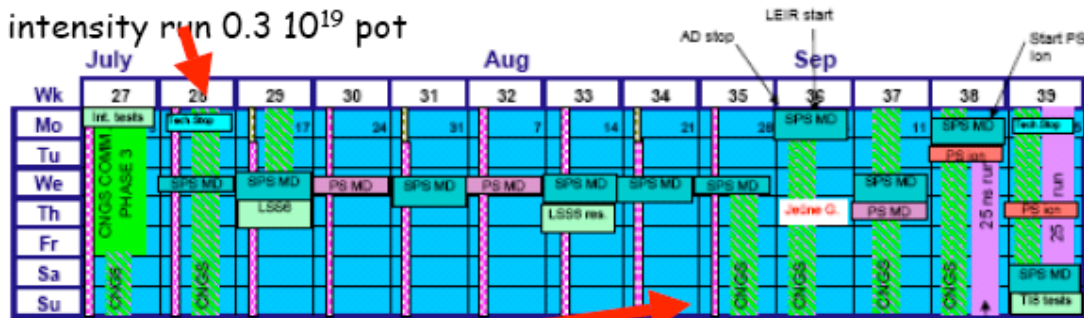 LEIR start
intensity run 0.3 10¹⁹ pot
AD stop
Start PS
ion
July Aug Sep
Wk 27 28 29 30 31 32 33 34 35 36 37 38 39
Mo Int. tests Tech Stop 17 24 31 7 14 21 28 SPS MD 11 SPS MD Tech Stop
Tu PS ion
We SPS MD SPS MD PS MD SPS MD PS MD SPS MD SPS MD SPS MD SPS MD
Th LSS6 LSS6 res. Jeûne G. PS MD PS ion
Fr
Sa SPS MD
Su TI8 tests
CNGS COMM
PHASE 3
CNGS
CNGS
CNGS
CNGS
CNGS
CNGS
CNGS
25 ns run
25 run